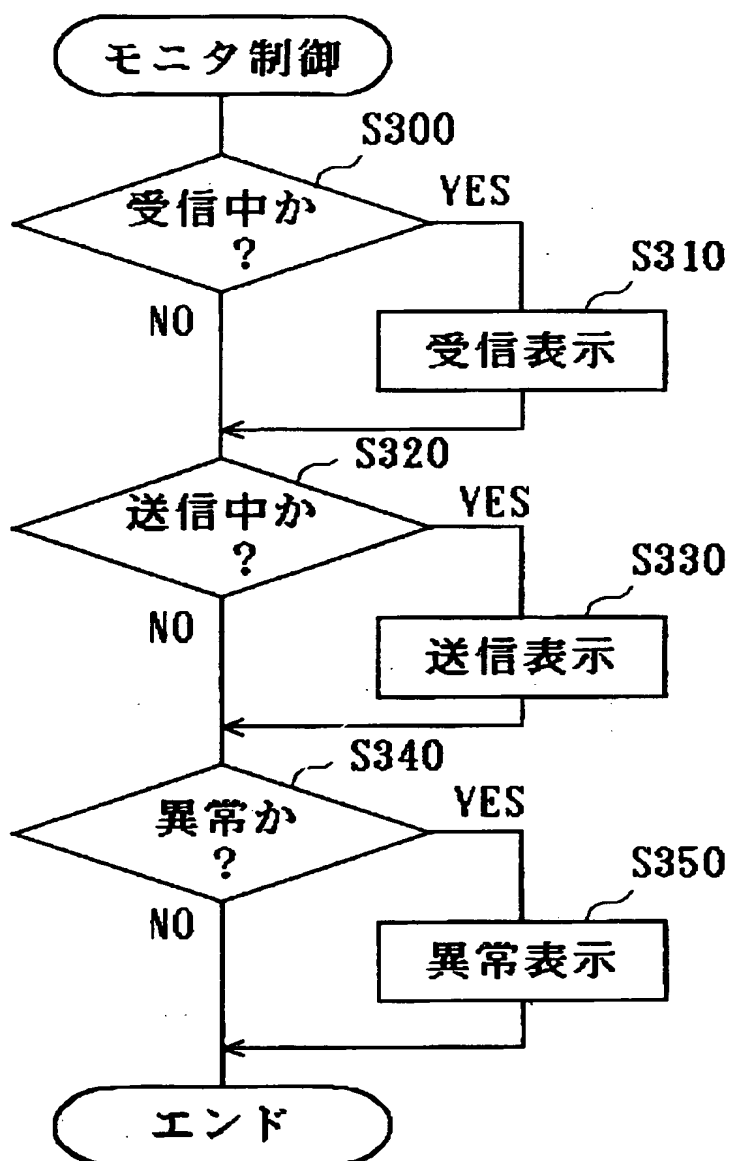 モニタ制御
S300
受信中か
?
YES
NO
S310
受信表示
S320
送信中か
?
YES
NO
S330
送信表示
S340
異常か
?
YES
NO
S350
異常表示
エンド